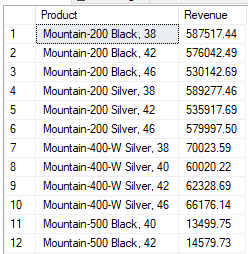 Product Revenue
1 Mountain-200 Black, 38 587517.44
2 Mountain-200 Black, 42 576042.49
3 Mountain-200 Black, 46 530142.69
4 Mountain-200 Silver, 38 589277.46
5 Mountain-200 Silver, 42 535917.69
6 Mountain-200 Silver, 46 579997.50
7 Mountain-400-W Silver, 38 70023.59
8 Mountain-400-W Silver, 40 60020.22
9 Mountain-400-W Silver, 42 62328.69
10 Mountain-400-W Silver, 46 66176.14
11 Mountain-500 Black, 40 13499.75
12 Mountain-500 Black, 42 14579.73